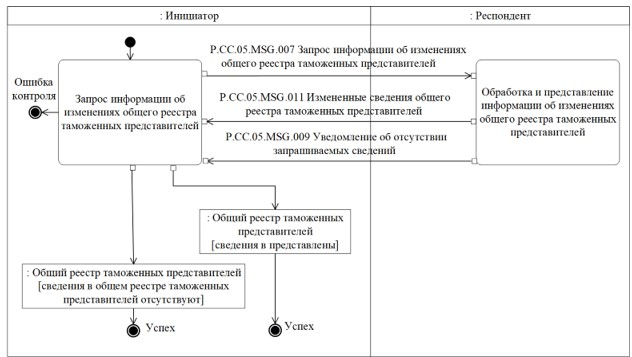 : Инициатор
: Респондент
P.CC.05.MSG.007 Запрос информации об изменениях
общего реестра таможенных представителей
Ошибка
контроля
Запрос информации об
изменениях общего реестра
таможенных представителей
P.CC.05.MSG.011 Измененные сведения общего
реестра таможенных представителей
Обработка и представление
информации об изменениях
общего реестра таможенных
представителей
P.CC.05.MSG.009 Уведомление об отсутствии
запрашиваемых сведений
: Общий реестр таможенных
представителей
[сведения в представлены]
: Общий реестр таможенных представителей
[сведения в общем реестре таможенных
представителей отсутствуют]
Успех
Успех